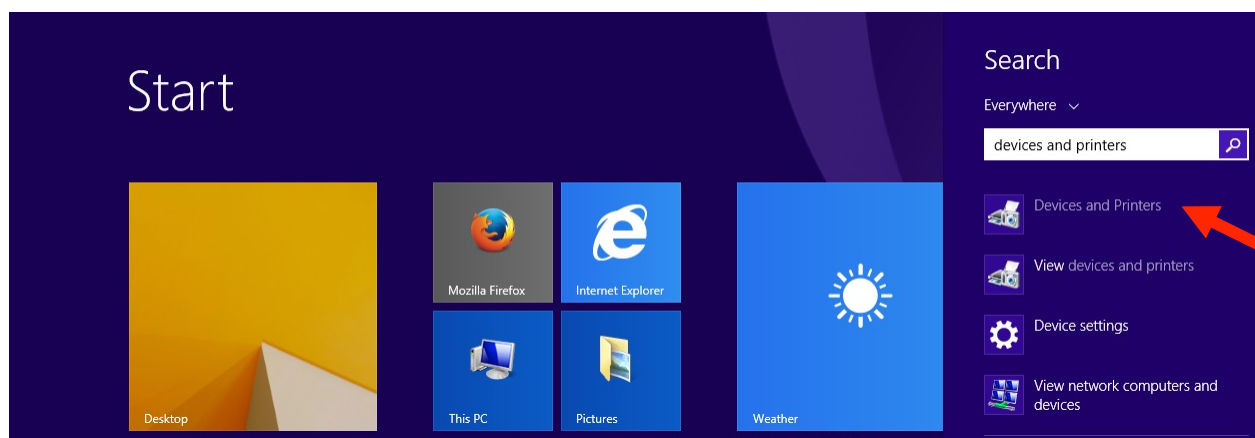 Start
Mozilla Firefox
Internet Explorer
Desktop
This PC
Pictures
Weather
Search
Everywhere
devices and printers
Devices and Printers
View devices and printers
Device settings
View network computers and
devices